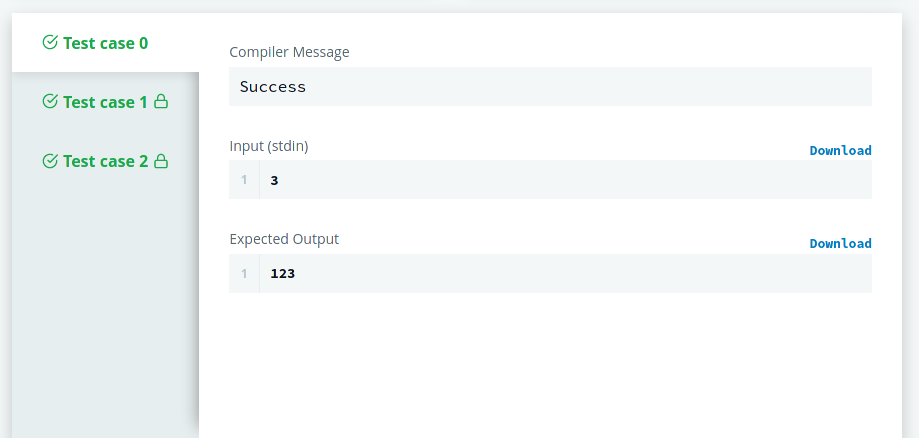 Test case 0
Test case 1
Test case 2
Compiler Message
Success
Input (stdin)
Download
1 3
Expected Output
Download
1 123